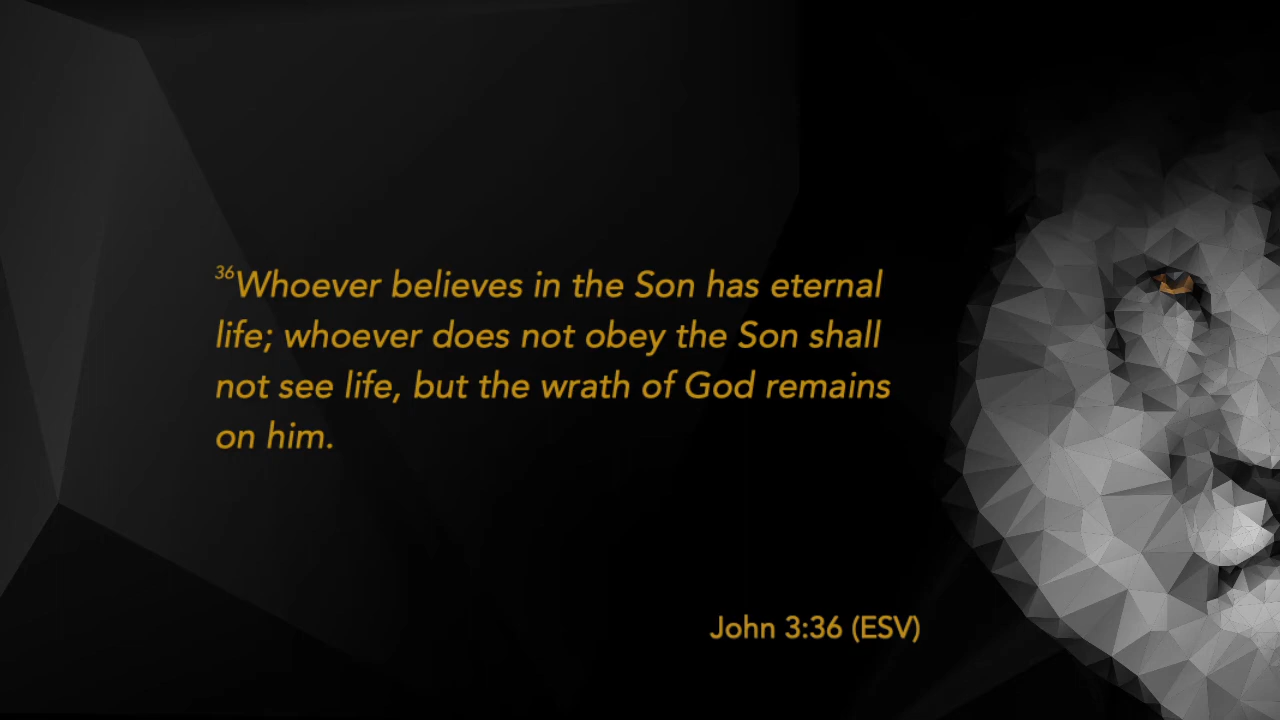 36Whoever believes in the Son has eternal
life; whoever does not obey the Son shall
not see life, but the wrath of God remains
on him.
John 3:36 (ESV)